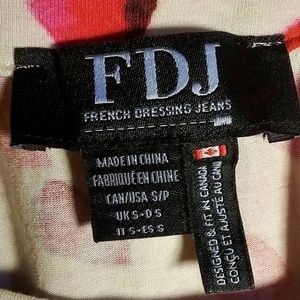 FDJ
FRENCH DRESSING JEANS
MADE IN CHINA
FABRIQUÉ EN CHINE
CAN/USA S/P
UK S - D S
IT S - ES S
DESIGNED & FIT IN CANADA
CONÇU ET AJUSTÉ AU CANADA